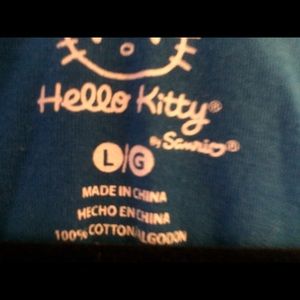 Hello Kitty®
by Sanrio®
L/G
MADE IN CHINA
HECHO EN CHINA
100% COTTON/ALGODON